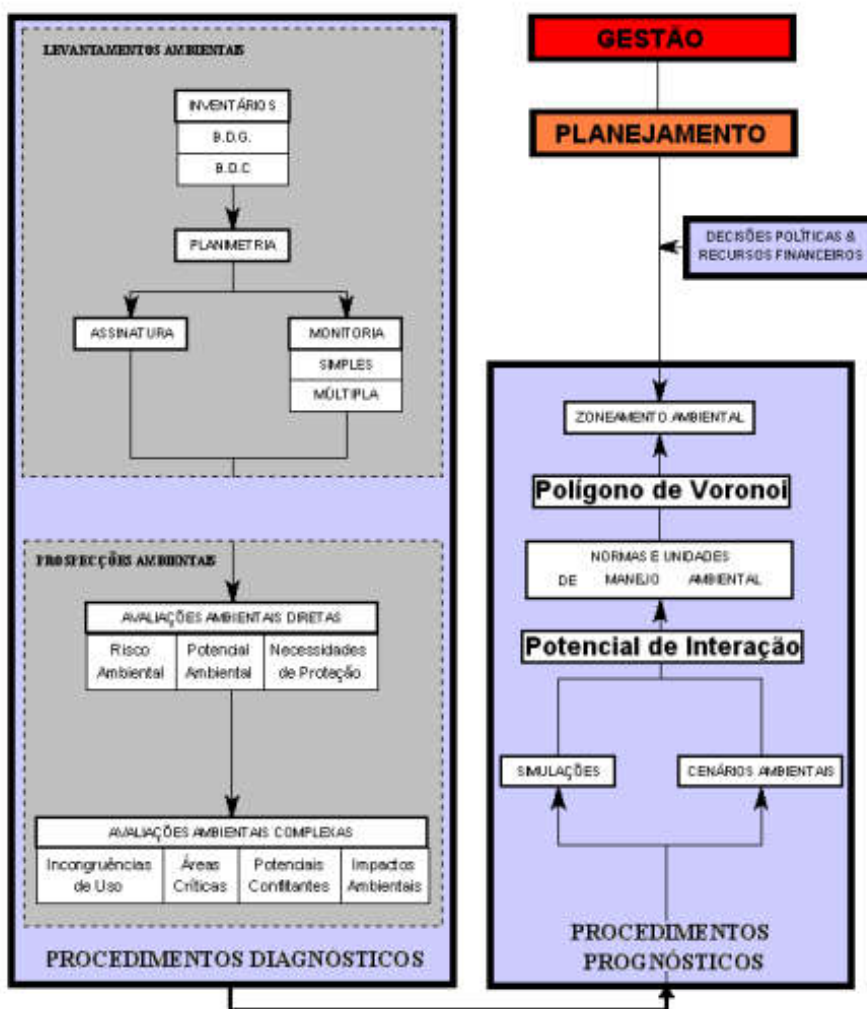 LEVANTAMENTOS AMBIENTAIS
INVENTÁRIOS
B.D.G.
B.D.C
PLANIMETRIA
ASSINATURA
MONITORIA
SIMPLES
MÚLTIPLA
PROSPECÇÕES AMBIENTAIS
AVALIAÇÕES AMBIENTAIS DIRETAS
Risco
Ambiental
Potencial
Ambiental
Necessidades
de Proteção
AVALIAÇÕES AMBIENTAIS COMPLEXAS
Incongruências
de Uso
Áreas
Críticas
Potenciais
Conflitantes
Impactos
Ambientais
PROCEDIMENTOS DIAGNÓSTICOS
GESTÃO
PLANEJAMENTO
DECISÕES POLÍTICAS &
RECURSOS FINANCEIROS
ZONEAMENTO AMBIENTAL
Polígono de Voronoi
NORMAS E UNIDADES
DE MANEJO AMBIENTAL
Potencial de Interação
SIMULAÇÕES
CENÁRIOS AMBIENTAIS
PROCEDIMENTOS
PROGNÓSTICOS